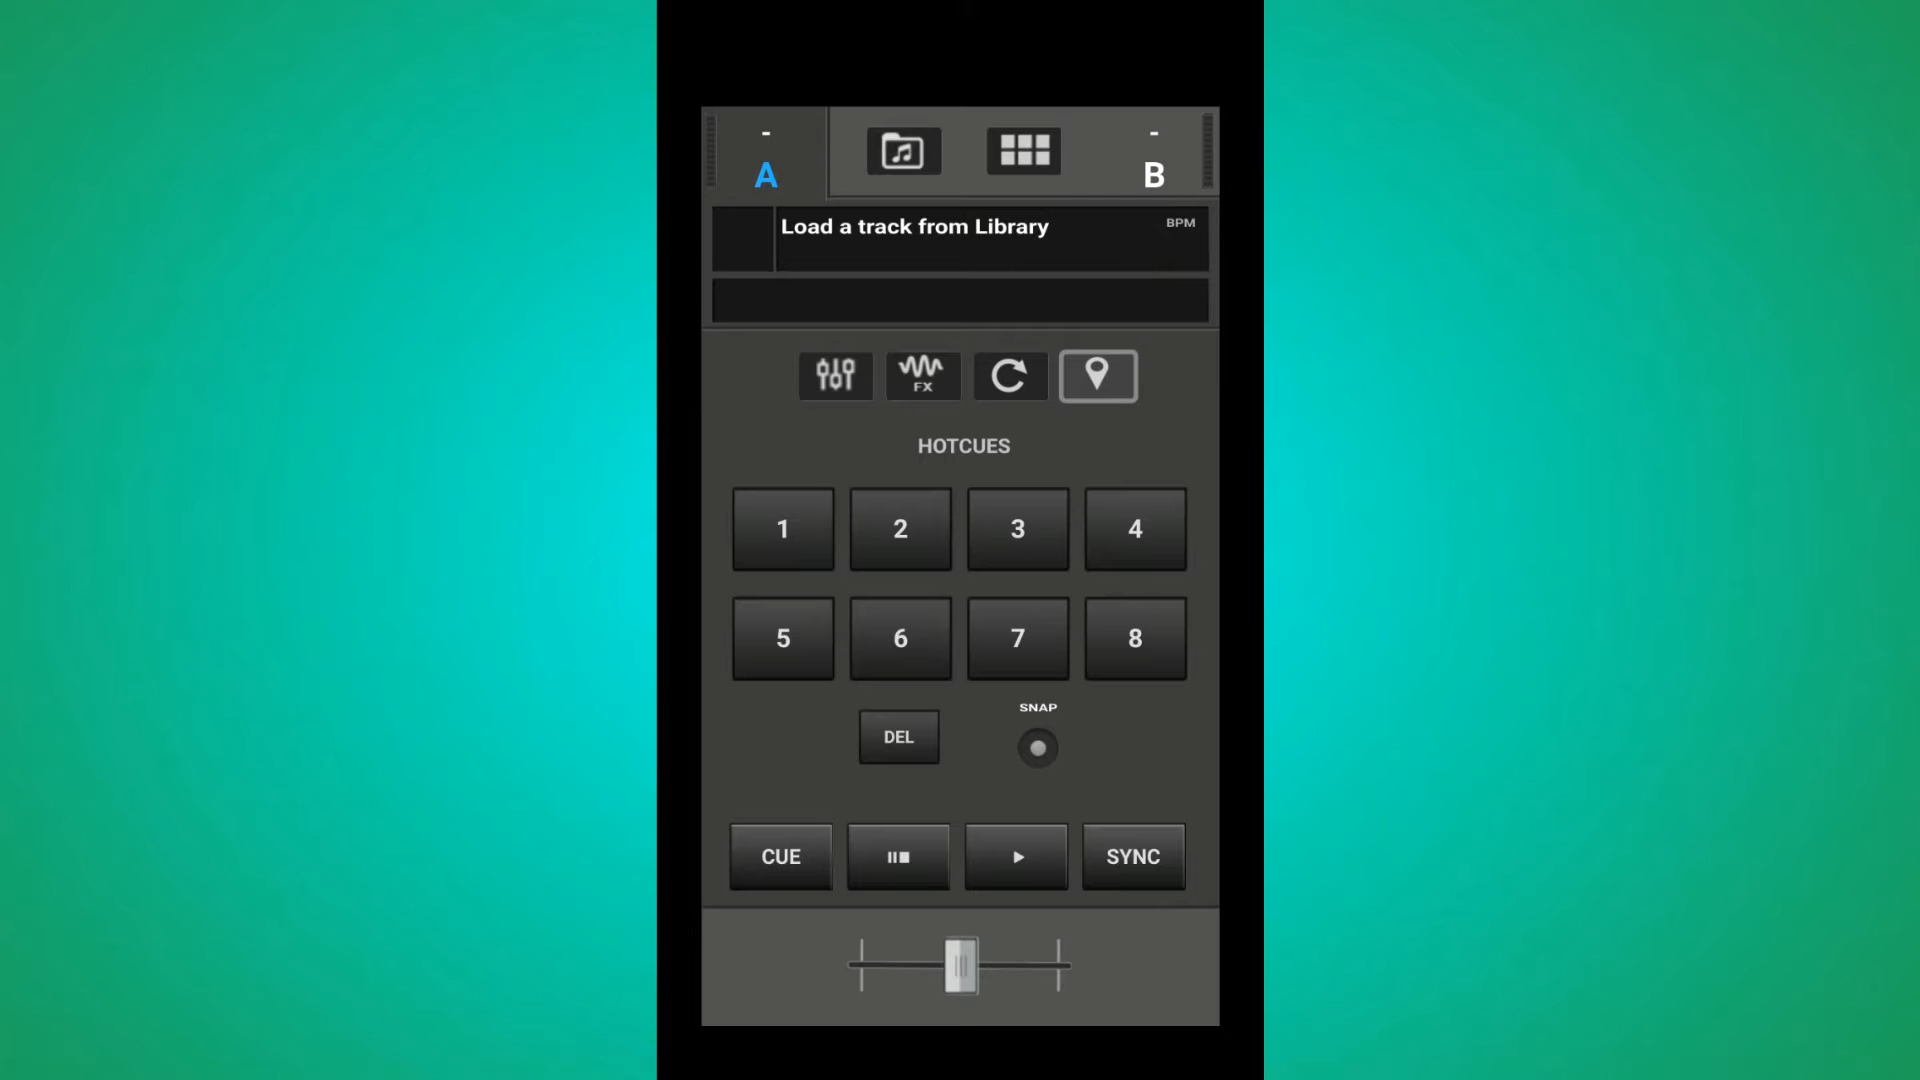 - -
A B
Load a track from Library BPM
FX
HOTCUES
1 2 3 4
5 6 7 8
SNAP
DEL
CUE SYNC